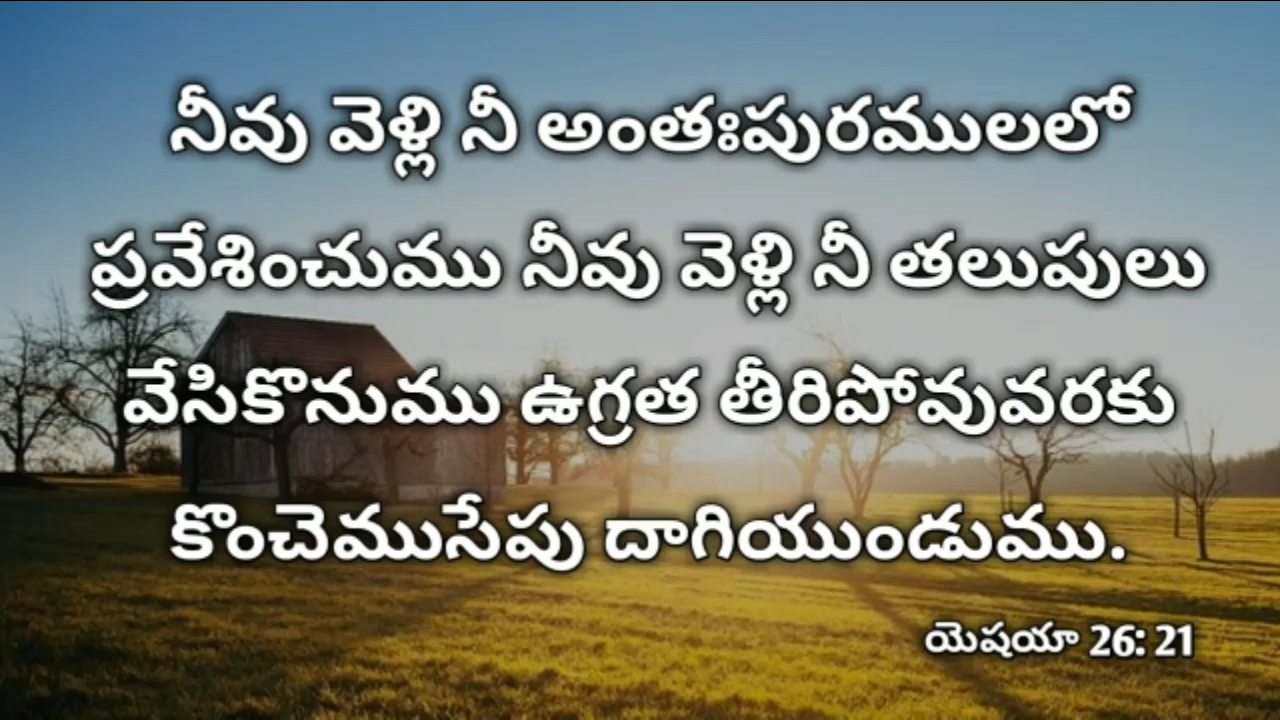 నీవు వెళ్లి నీ అంతఃపురములలో
ప్రవేశించుము నీవు వెళ్లి నీ తలుపులు
వేసికొనుము ఉగ్రత తీరిపోవువరకు
కొంచెముసేపు దాగియుండుము.
యెషయా 26: 21